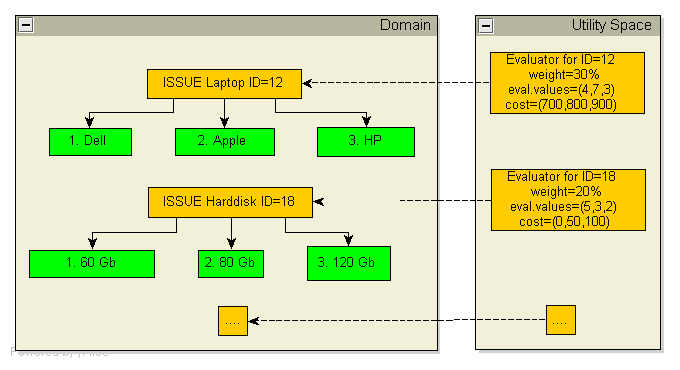 Domain
ISSUE Laptop ID=12
1. Dell
2. Apple
3. HP
ISSUE Harddisk ID=18
1. 60 Gb
2. 80 Gb
3. 120 Gb
....
Utility Space
Evaluator for ID=12
weight=30%
eval.values=(4,7,3)
cost=(700,800,900)
Evaluator for ID=18
weight=20%
eval.values=(5,3,2)
cost=(0,50,100)
....
Powered by yFiles